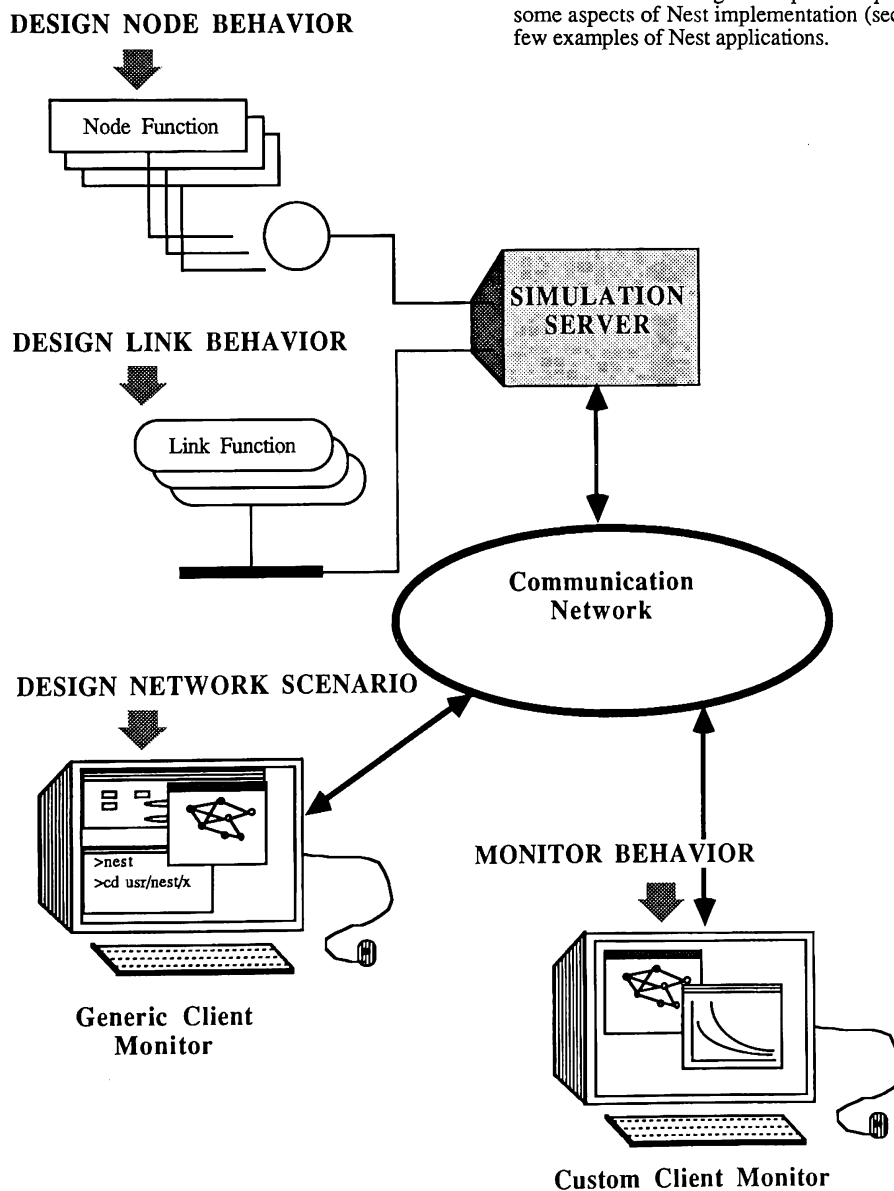 some aspects of Nest implementation (sec
few examples of Nest applications.
DESIGN NODE BEHAVIOR
Node Function
SIMULATION
SERVER
DESIGN LINK BEHAVIOR
Link Function
Communication
Network
DESIGN NETWORK SCENARIO
>nest
>cd usr/nest/x
MONITOR BEHAVIOR
Generic Client
Monitor
Custom Client Monitor